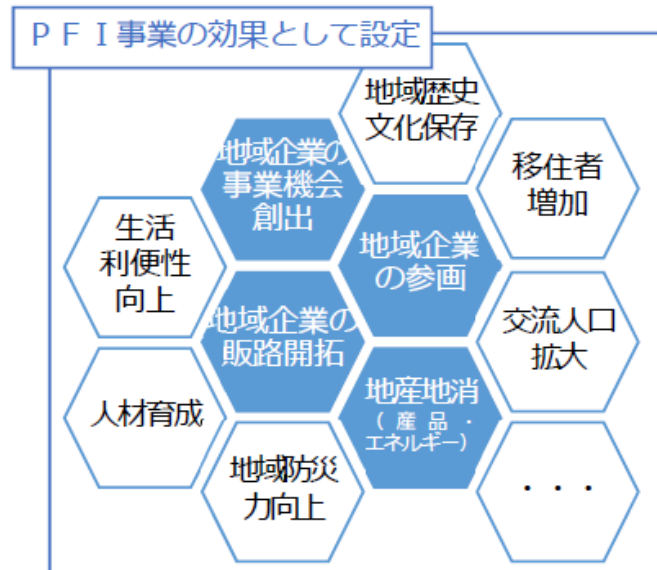 ＰＦＩ事業の効果として設定
地域歴史
文化保存
地域企業の
事業機会
創出
移住者
増加
生活
利便性
向上
地域企業
の参画
地域企業の
販路開拓
交流人口
拡大
人材育成
地産地消
（産品・
エネルギー）
地域防災
力向上
・・・